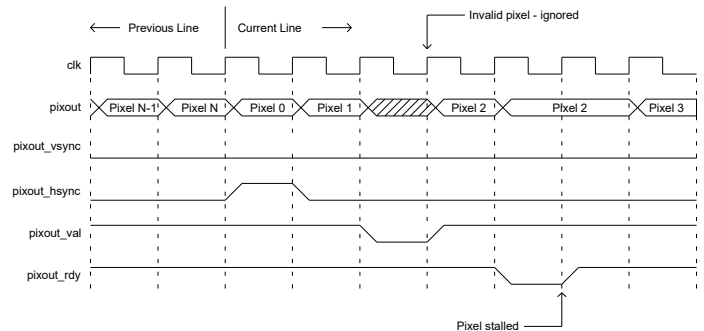 Previous Line Current Line Invalid pixel - ignored
clk
pixout Pixel N-1 Pixel N Pixel 0 Pixel 1 Pixel 2 Pixel 2 Pixel 3
pixout_vsync
pixout_hsync
pixout_val
pixout_rdy
Pixel stalled